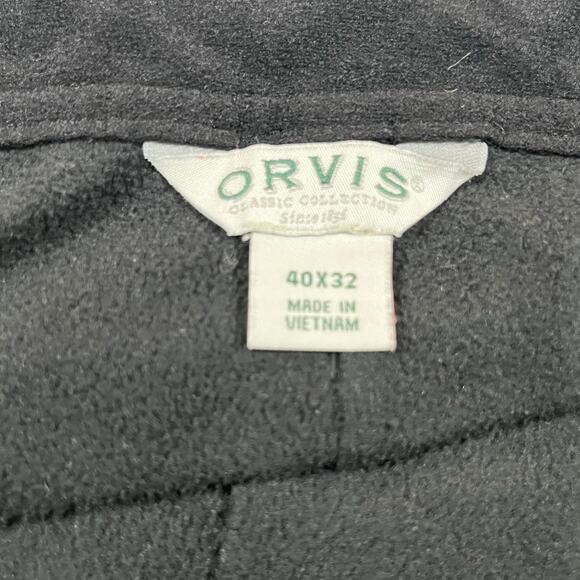 ORVIS®
CLASSIC COLLECTION
Since 1856
40X32
MADE IN
VIETNAM